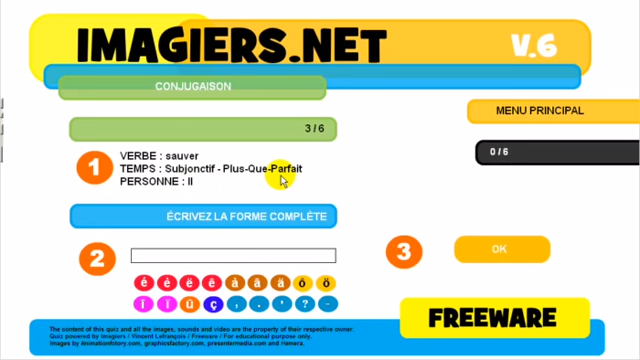 IMAGIERS.NET
V.6
CONJUGAISON
MENU PRINCIPAL
3 / 6
0 / 6
1
VERBE : sauver
TEMPS : Subjonctif - Plus-Que-Parfait
PERSONNE : Il
ÉCRIVEZ LA FORME COMPLÈTE
2
3
OK
é è ê ë à â ä ô ö
î ï û ç , . ' ? -
FREEWARE
The content of this quiz and all the images, sounds and video are the property of their respective owner.
Quiz powered by Imagiers / Vincent Lefrançois / Freeware / For educational purpose only.
Images by Animationfactory.com, graphicsfactory.com, presentermedia.com and Hemera.